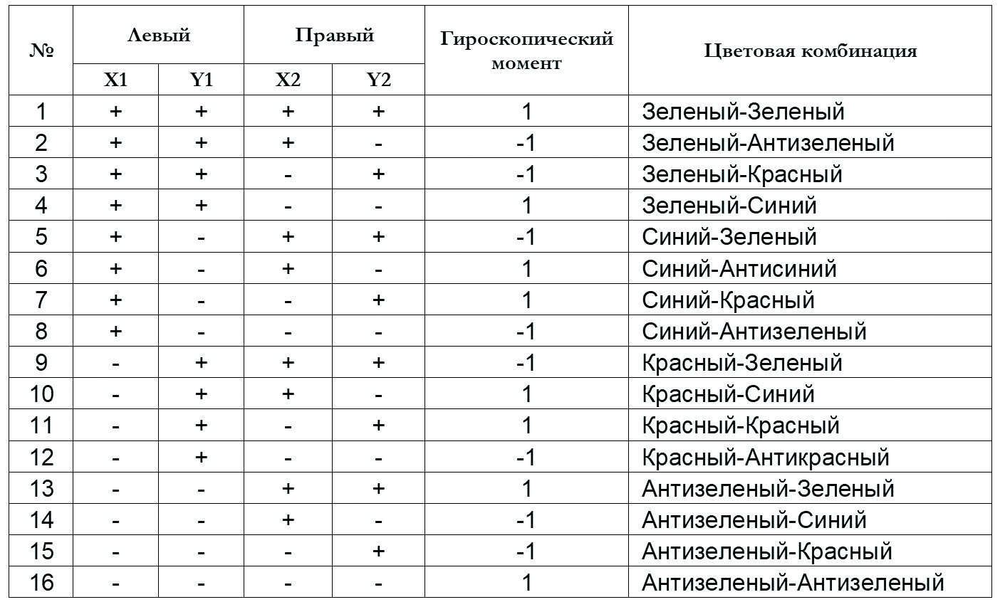 № Левый Правый Гироскопический момент Цветовая комбинация
X1 Y1 X2 Y2
1 + + + + 1 Зеленый-Зеленый
2 + + + - -1 Зеленый-Антизеленый
3 + + - + -1 Зеленый-Красный
4 + + - - 1 Зеленый-Синий
5 + - + + -1 Синий-Зеленый
6 + - + - 1 Синий-Антисиний
7 + - - + 1 Синий-Красный
8 + - - - -1 Синий-Антизеленый
9 - + + + -1 Красный-Зеленый
10 - + + - 1 Красный-Синий
11 - + - + 1 Красный-Красный
12 - + - - -1 Красный-Антикрасный
13 - - + + 1 Антизеленый-Зеленый
14 - - + - -1 Антизеленый-Синий
15 - - - + -1 Антизеленый-Красный
16 - - - - 1 Антизеленый-Антизеленый